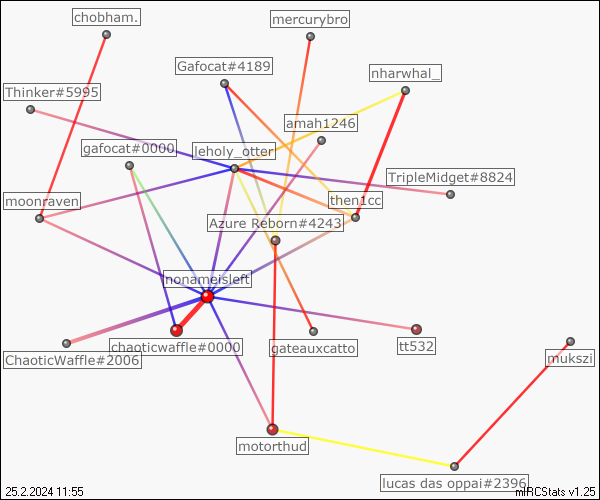 chobham.
mercurybro
Gafocat#4189
nharwhal_
Thinker#5995
amah1246
gafocat#0000
leholy_otter
TripleMidget#8824
moonraven
then1cc
Azure Reborn#4243
nonameisleft
ChaoticWaffle#2006
chaoticwaffle#0000
gateauxcatto
tt532
mukszi
motorthud
lucas das oppai#2396
25.2.2024 11:55
mIRCStats v1.25